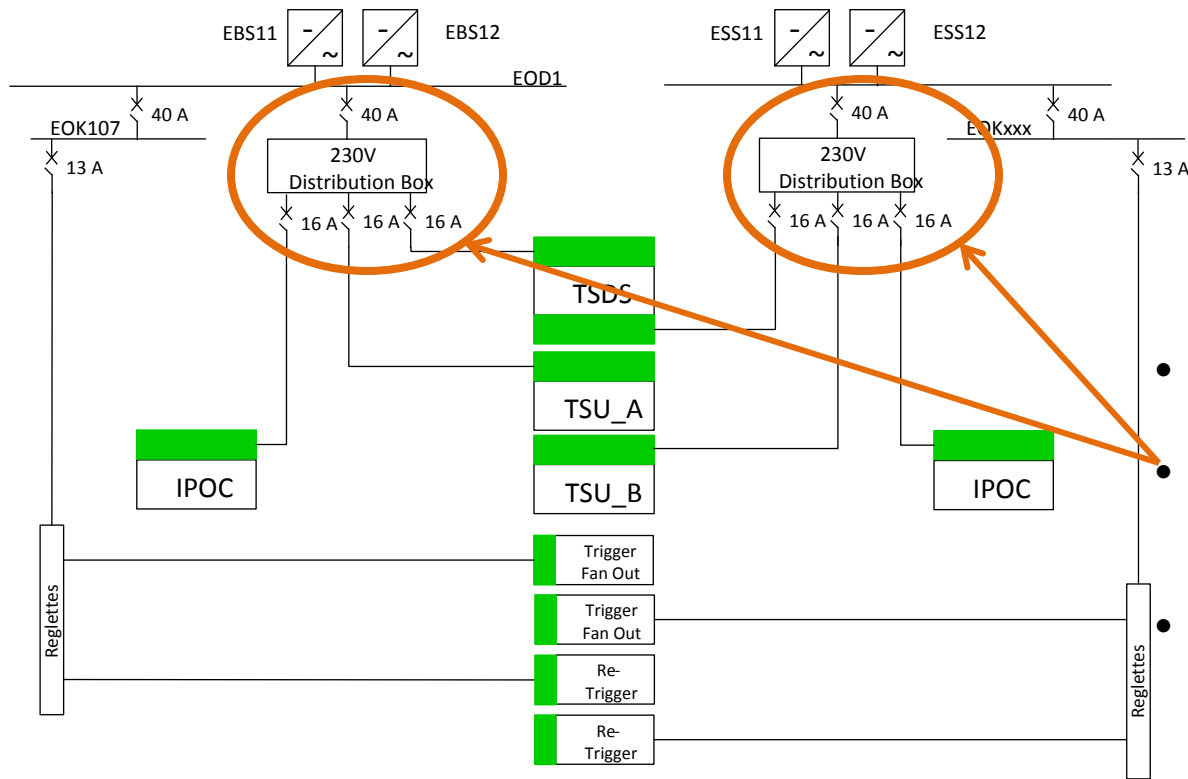 EBS11
-
~
-
~
EBS12
ESS11
-
~
-
~
ESS12
EOD1
40 A
40 A
40 A
40 A
EOK107
EOKxxx
13 A
230V
Distribution Box
230V
Distribution Box
13 A
16 A
16 A
16 A
16 A
16 A
16 A
TSDS
TSU_A
IPOC
TSU_B
IPOC
Reglettes
Trigger
Fan Out
Trigger
Fan Out
Reglettes
Re-
Trigger
Re-
Trigger